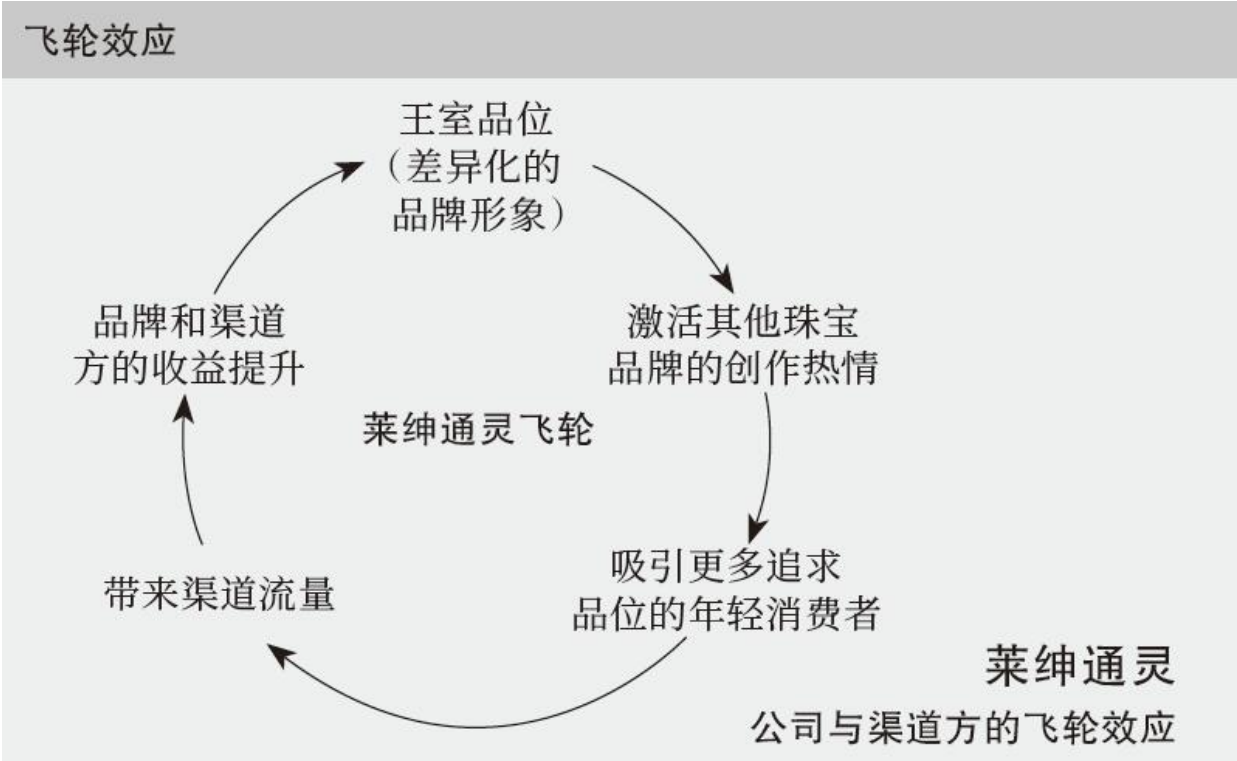 飞轮效应
王室品位
（差异化的
品牌形象）
激活其他珠宝
品牌的创作热情
吸引更多追求
品位的年轻消费者
带来渠道流量
品牌和渠道
方的收益提升
莱绅通灵飞轮
莱绅通灵
公司与渠道方的飞轮效应